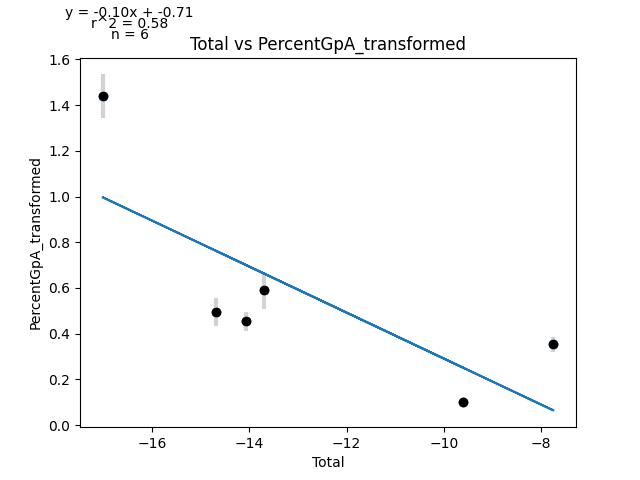 y = -0.10x + -0.71
r^2 = 0.58
n = 6
Total vs PercentGpA_transformed
1.6
1.4
1.2
1.0
0.8
0.6
0.4
0.2
0.0
PercentGpA_transformed
−16
−14
−12
−10
−8
Total